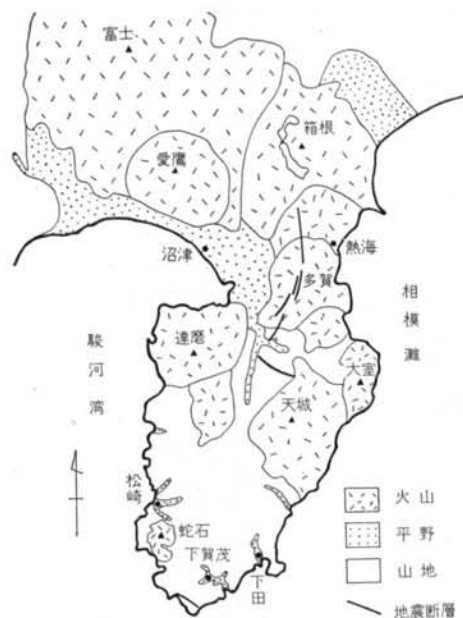 富士
箱根
愛鷹
沼津
熱海
多賀
相模灘
駿河湾
達磨
大室
天城
松崎
蛇石
下賀茂
下田
火山
平野
山地
地震断層